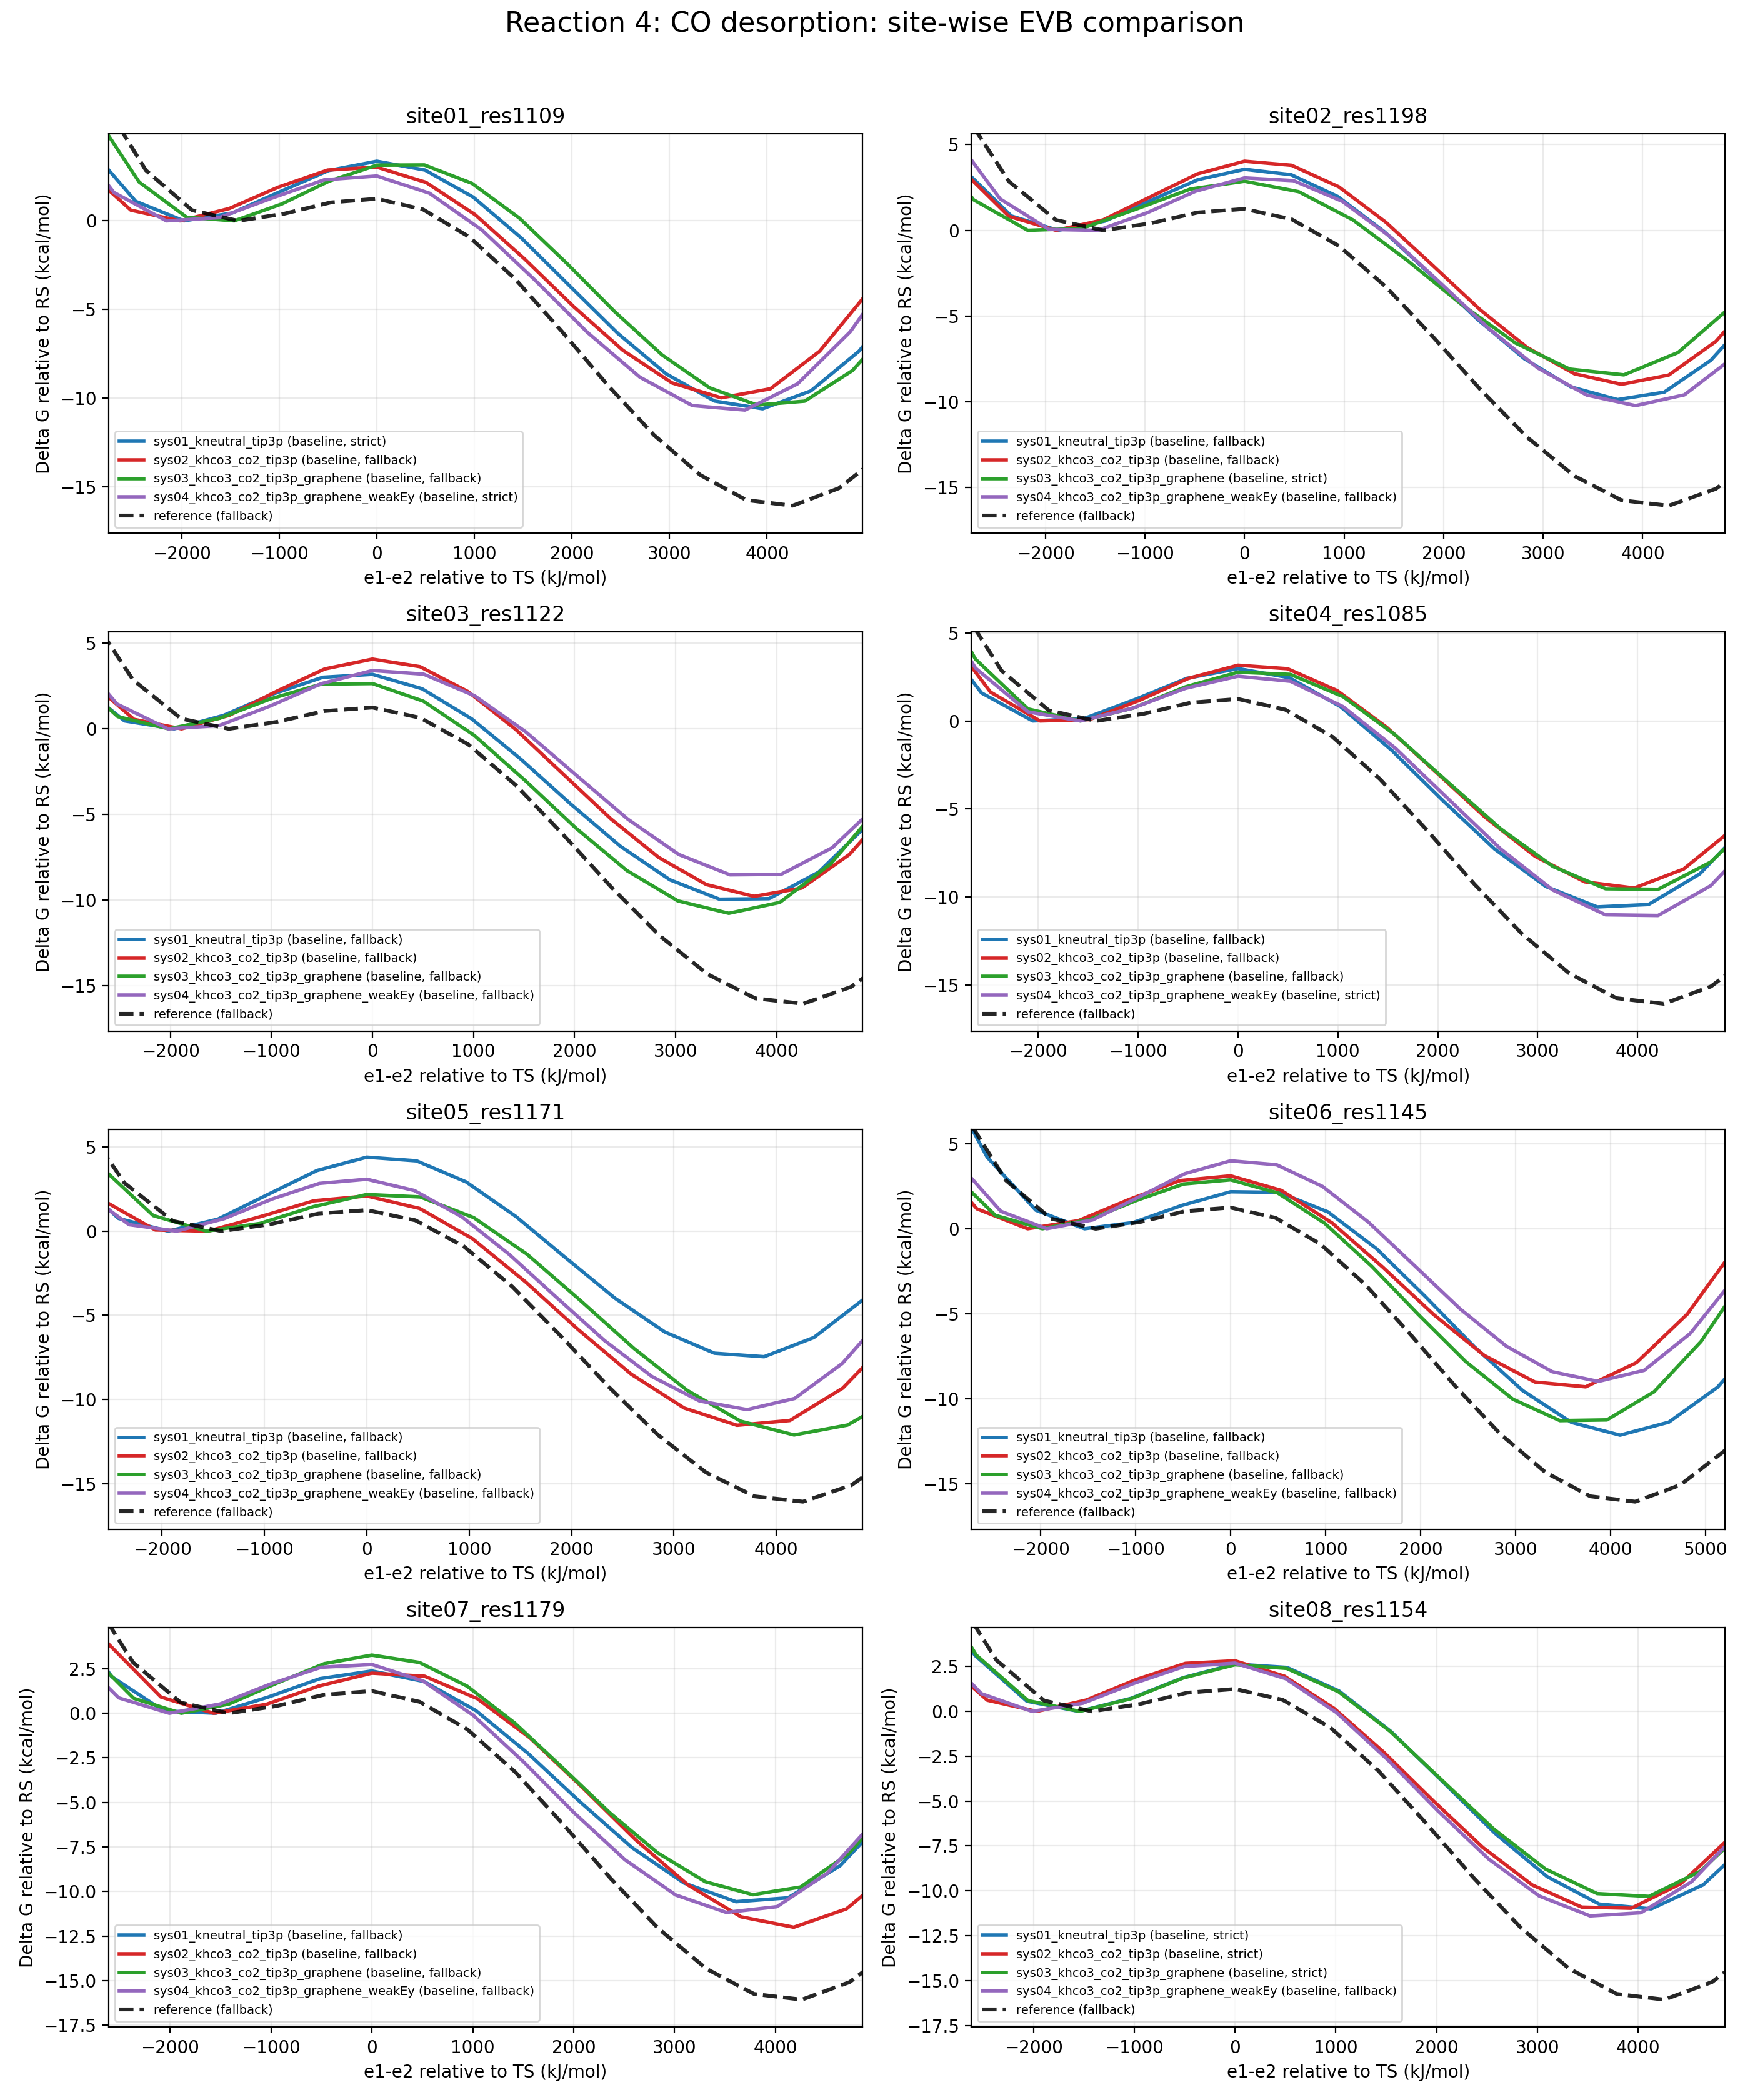 Reaction 4: CO desorption: site-wise EVB comparison
site01_res1109
Delta G relative to RS (kcal/mol)
0
−5
−10
−15
sys01_kneutral_tip3p (baseline, strict)
sys02_khco3_co2_tip3p (baseline, fallback)
sys03_khco3_co2_tip3p_graphene (baseline, fallback)
sys04_khco3_co2_tip3p_graphene_weakEy (baseline, strict)
reference (fallback)
−2000 −1000 0 1000 2000 3000 4000
e1-e2 relative to TS (kJ/mol)
site02_res1198
Delta G relative to RS (kcal/mol)
5
0
−5
−10
−15
sys01_kneutral_tip3p (baseline, fallback)
sys02_khco3_co2_tip3p (baseline, fallback)
sys03_khco3_co2_tip3p_graphene (baseline, strict)
sys04_khco3_co2_tip3p_graphene_weakEy (baseline, fallback)
reference (fallback)
−2000 −1000 0 1000 2000 3000 4000
e1-e2 relative to TS (kJ/mol)
site03_res1122
Delta G relative to RS (kcal/mol)
5
0
−5
−10
−15
sys01_kneutral_tip3p (baseline, fallback)
sys02_khco3_co2_tip3p (baseline, fallback)
sys03_khco3_co2_tip3p_graphene (baseline, fallback)
sys04_khco3_co2_tip3p_graphene_weakEy (baseline, fallback)
reference (fallback)
−2000 −1000 0 1000 2000 3000 4000
e1-e2 relative to TS (kJ/mol)
site04_res1085
Delta G relative to RS (kcal/mol)
5
0
−5
−10
−15
sys01_kneutral_tip3p (baseline, fallback)
sys02_khco3_co2_tip3p (baseline, fallback)
sys03_khco3_co2_tip3p_graphene (baseline, fallback)
sys04_khco3_co2_tip3p_graphene_weakEy (baseline, strict)
reference (fallback)
−2000 −1000 0 1000 2000 3000 4000
e1-e2 relative to TS (kJ/mol)
site05_res1171
Delta G relative to RS (kcal/mol)
5
0
−5
−10
−15
sys01_kneutral_tip3p (baseline, fallback)
sys02_khco3_co2_tip3p (baseline, fallback)
sys03_khco3_co2_tip3p_graphene (baseline, fallback)
sys04_khco3_co2_tip3p_graphene_weakEy (baseline, fallback)
reference (fallback)
−2000 −1000 0 1000 2000 3000 4000
e1-e2 relative to TS (kJ/mol)
site06_res1145
Delta G relative to RS (kcal/mol)
5
0
−5
−10
−15
sys01_kneutral_tip3p (baseline, fallback)
sys02_khco3_co2_tip3p (baseline, fallback)
sys03_khco3_co2_tip3p_graphene (baseline, fallback)
sys04_khco3_co2_tip3p_graphene_weakEy (baseline, fallback)
reference (fallback)
−2000 −1000 0 1000 2000 3000 4000 5000
e1-e2 relative to TS (kJ/mol)
site07_res1179
Delta G relative to RS (kcal/mol)
2.5
0.0
−2.5
−5.0
−7.5
−10.0
−12.5
−15.0
−17.5
sys01_kneutral_tip3p (baseline, fallback)
sys02_khco3_co2_tip3p (baseline, fallback)
sys03_khco3_co2_tip3p_graphene (baseline, fallback)
sys04_khco3_co2_tip3p_graphene_weakEy (baseline, fallback)
reference (fallback)
−2000 −1000 0 1000 2000 3000 4000
e1-e2 relative to TS (kJ/mol)
site08_res1154
Delta G relative to RS (kcal/mol)
2.5
0.0
−2.5
−5.0
−7.5
−10.0
−12.5
−15.0
−17.5
sys01_kneutral_tip3p (baseline, strict)
sys02_khco3_co2_tip3p (baseline, strict)
sys03_khco3_co2_tip3p_graphene (baseline, strict)
sys04_khco3_co2_tip3p_graphene_weakEy (baseline, fallback)
reference (fallback)
−2000 −1000 0 1000 2000 3000 4000
e1-e2 relative to TS (kJ/mol)